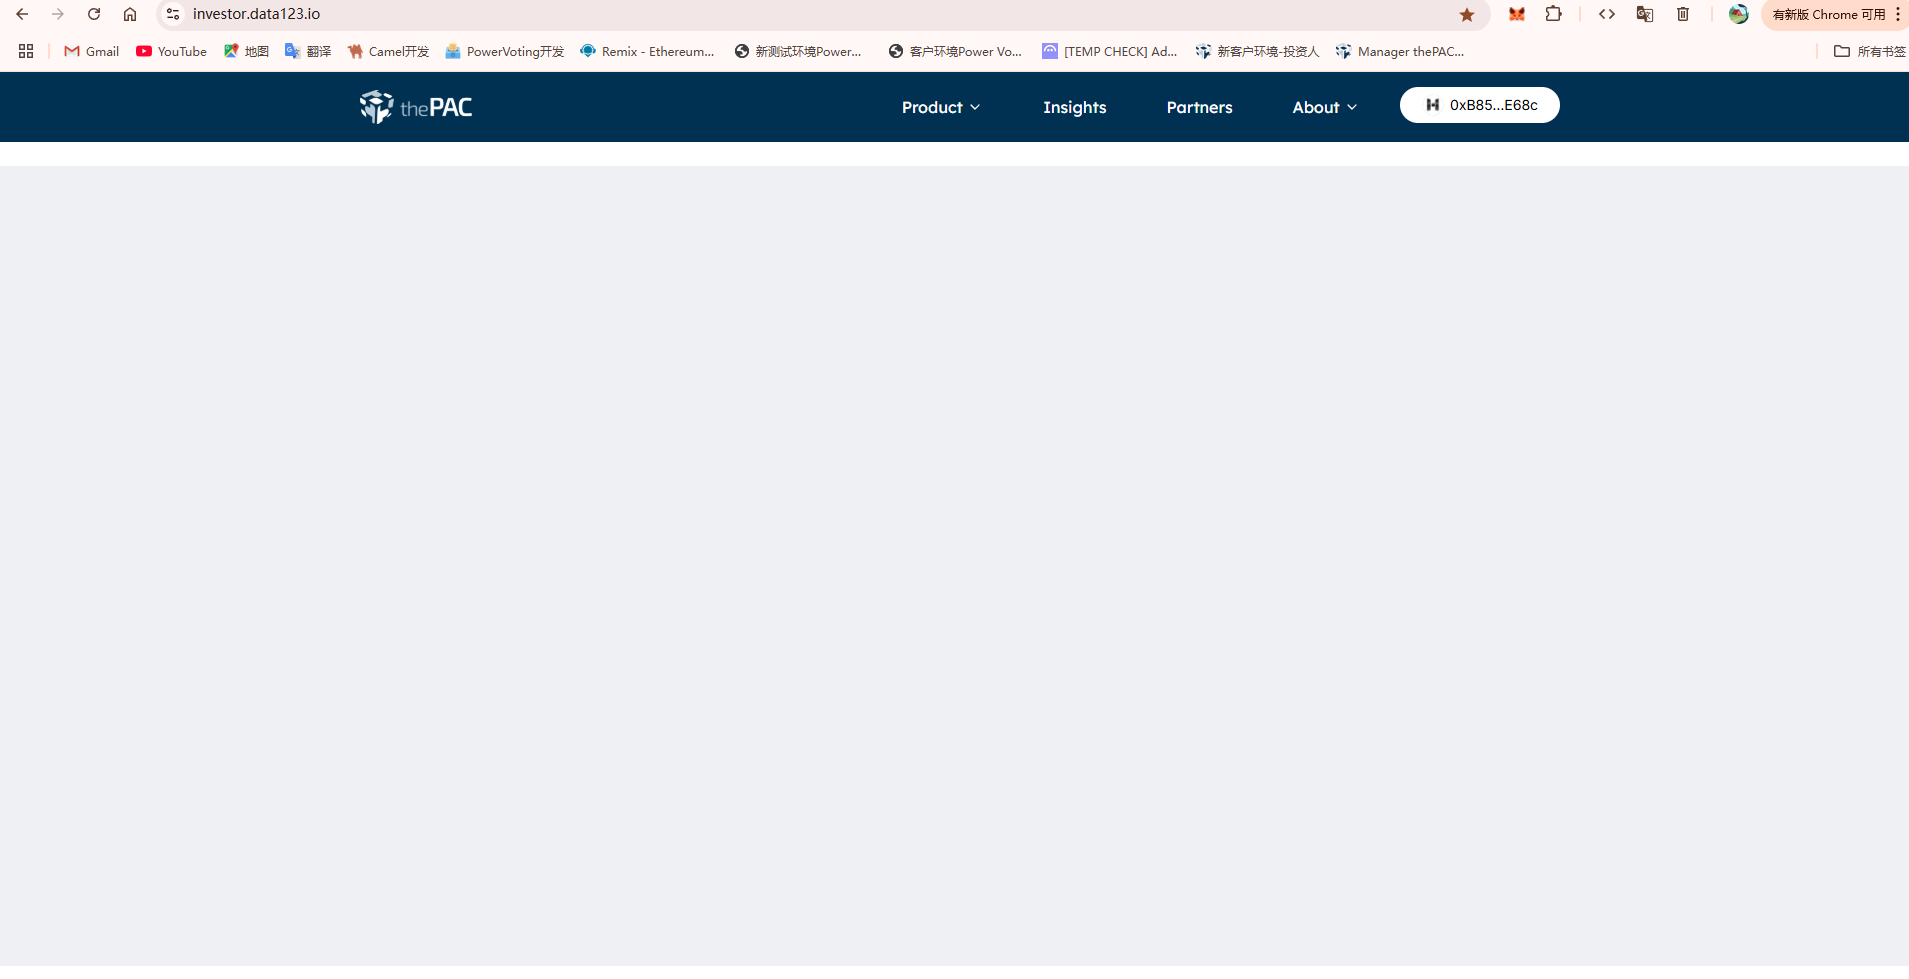 investor.data123.io
有新版 Chrome 可用
Gmail YouTube 地图 翻译 Camel开发 PowerVoting开发 Remix - Ethereum... 新测试环境Power... 客户环境Power Vo... [TEMP CHECK] Ad... 新客户环境-投资人 Manager thePAC... 所有书签
thePAC Product Insights Partners About 0xB85...E68c